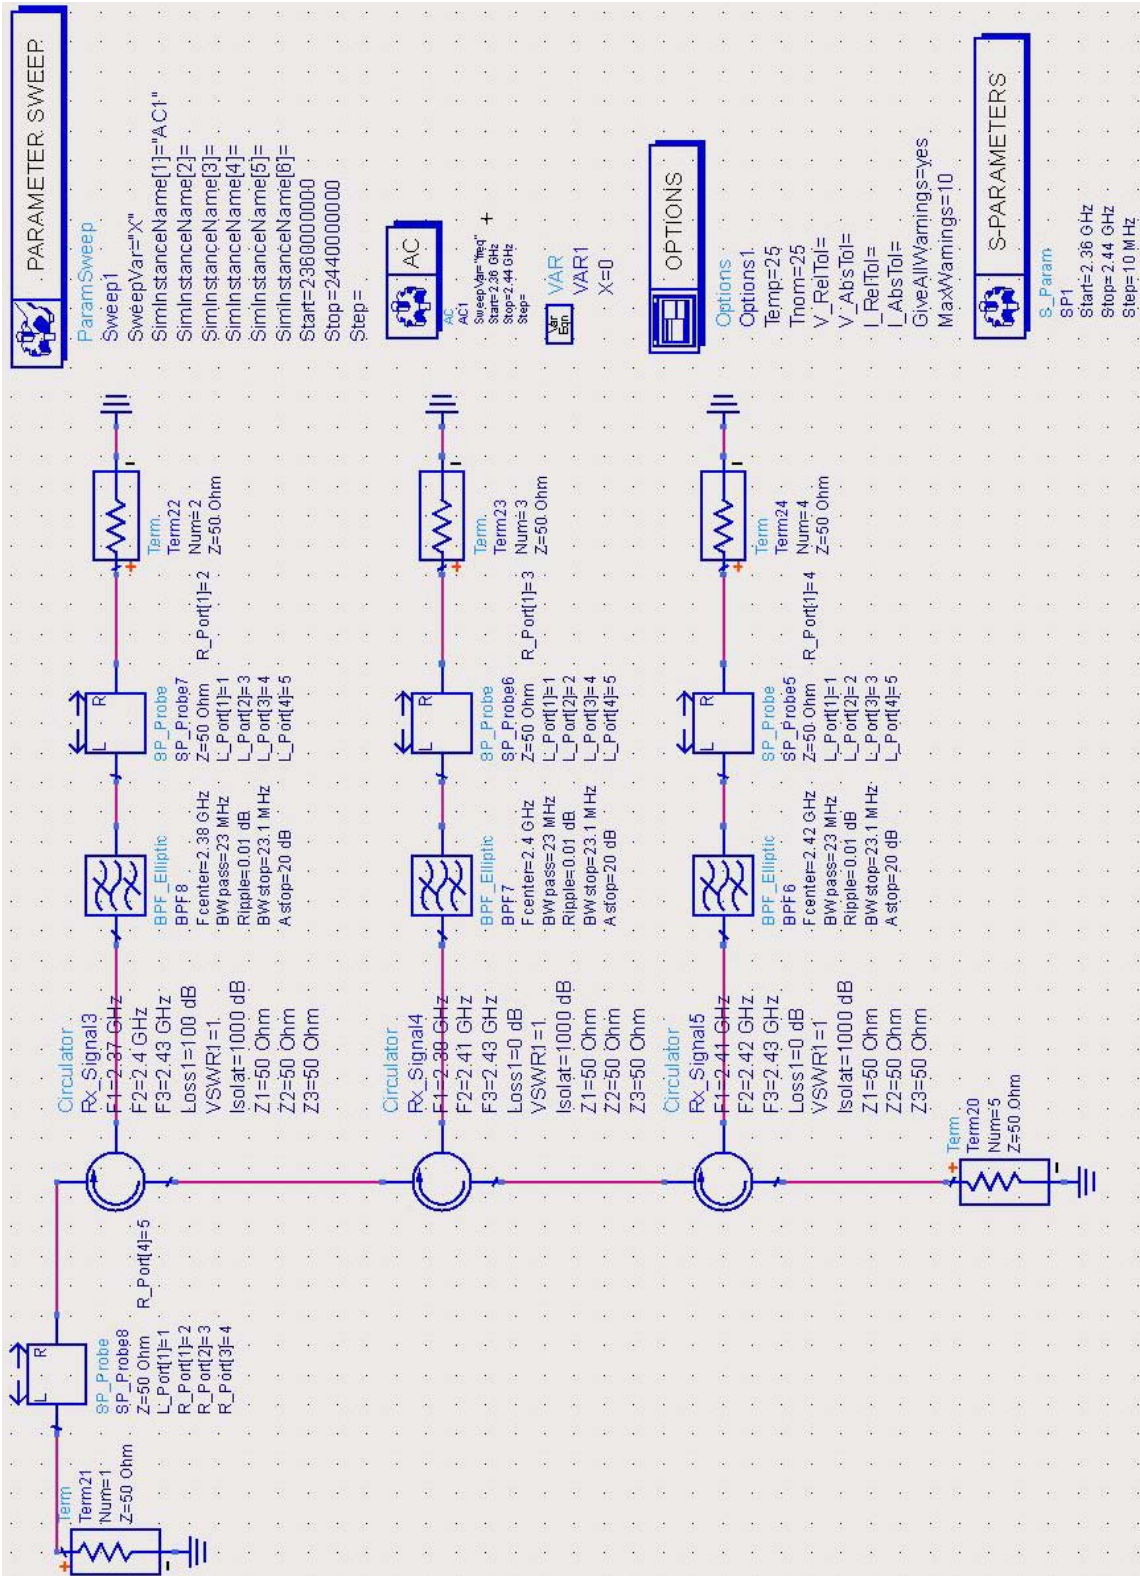 PARAMETER SWEEP
ParamSweep
Sweep1
SweepVar="X"
SimInstanceName[1]="AC1"
SimInstanceName[2]=
SimInstanceName[3]=
SimInstanceName[4]=
SimInstanceName[5]=
SimInstanceName[6]=
Start=2360000000
Stop=2440000000
Step=
AC
AC
AC1
SweepVar="freq"
Start=2.36 GHz
Stop=2.44 GHz
Step=
+
Var
Eqn
VAR
VAR1
X=0
OPTIONS
Options
Options1
Temp=25
Tnom=25
V_RelTol=
V_AbsTol=
I_RelTol=
I_AbsTol=
GiveAllWarnings=yes
MaxWarnings=10
S-PARAMETERS
S_Param
SP1
Start=2.36 GHz
Stop=2.44 GHz
Step=10 MHz
+
-
Term
Term22
Num=2
Z=50 Ohm
+
-
Term
Term23
Num=3
Z=50 Ohm
+
-
Term
Term24
Num=4
Z=50 Ohm
L
R
SP_Probe
SP_Probe7
Z=50 Ohm
R_Port[1]=2
L_Port[1]=1
L_Port[2]=3
L_Port[3]=4
L_Port[4]=5
L
R
SP_Probe
SP_Probe6
Z=50 Ohm
R_Port[1]=3
L_Port[1]=1
L_Port[2]=2
L_Port[3]=4
L_Port[4]=5
L
R
SP_Probe
SP_Probe5
Z=50 Ohm
R_Port[1]=4
L_Port[1]=1
L_Port[2]=2
L_Port[3]=3
L_Port[4]=5
BPF_Elliptic
BPF8
Fcenter=2.38 GHz
BWpass=23 MHz
Ripple=0.01 dB
BWstop=23.1 MHz
Astop=20 dB
BPF_Elliptic
BPF7
Fcenter=2.4 GHz
BWpass=23 MHz
Ripple=0.01 dB
BWstop=23.1 MHz
Astop=20 dB
BPF_Elliptic
BPF6
Fcenter=2.42 GHz
BWpass=23 MHz
Ripple=0.01 dB
BWstop=23.1 MHz
Astop=20 dB
Circulator
Rx_Signal3
F1=2.37 GHz
F2=2.4 GHz
F3=2.43 GHz
Loss1=100 dB
VSWR1=1.
Isolat=1000 dB
Z1=50 Ohm
Z2=50 Ohm
Z3=50 Ohm
Circulator
Rx_Signal4
GHz
F2=2.41 GHz
F3=2.43 GHz
Loss1=0 dB
VSWR1=1
Isolat=1000 dB
Z1=50 Ohm
Z2=50 Ohm
Z3=50 Ohm
Circulator
Rx_Signal5
F1=2.41 GHz
F2=2.42 GHz
F3=2.43 GHz
Loss1=0 dB
VSWR1=1
Isolat=1000 dB
Z1=50 Ohm
Z2=50 Ohm
Z3=50 Ohm
+
-
Term
Term20
Num=5
Z=50 Ohm
L
R
SP_Probe
SP_Probe8
Z=50 Ohm
R_Port[4]=5
L_Port[1]=1
R_Port[1]=2
R_Port[2]=3
R_Port[3]=4
+
-
Term
Term21
Num=1
Z=50 Ohm